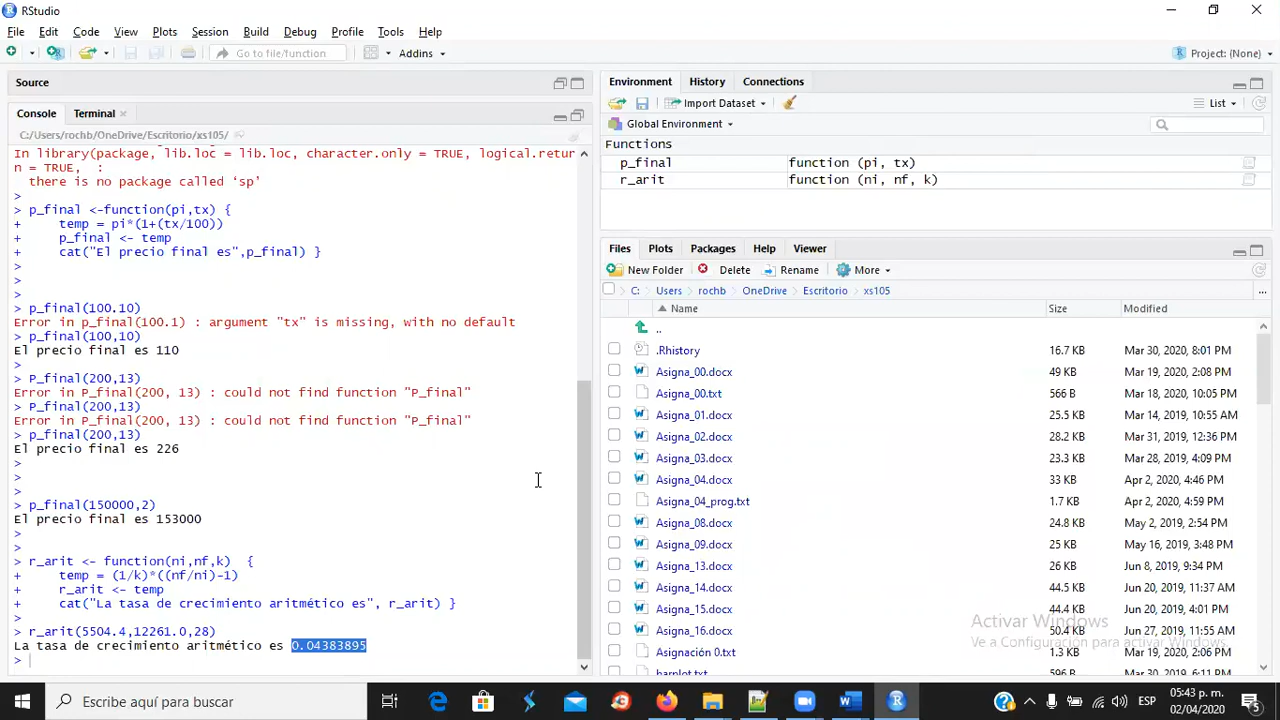 RStudio
File Edit Code View Plots Session Build Debug Profile Tools Help
Go to file/function Addins Project: (None)
Source
Console Terminal
C:/Users/rochb/OneDrive/Escritorio/xs105/
In library(package, lib.loc = lib.loc, character.only = TRUE, logical.retur
n = TRUE, :
there is no package called ‘sp’
>
> p_final <-function(pi,tx) {
+ temp = pi*(1+(tx/100))
+ p_final <- temp
+ cat("El precio final es",p_final) }
>
>
>
> p_final(100.10)
Error in p_final(100.1) : argument "tx" is missing, with no default
> p_final(100,10)
El precio final es 110
>
> P_final(200,13)
Error in P_final(200, 13) : could not find function "P_final"
> P_final(200,13)
Error in P_final(200, 13) : could not find function "P_final"
> p_final(200,13)
El precio final es 226
>
>
> p_final(150000,2)
El precio final es 153000
>
>
> r_arit <- function(ni,nf,k) {
+ temp = (1/k)*((nf/ni)-1)
+ r_arit <- temp
+ cat("La tasa de crecimiento aritmético es", r_arit) }
>
> r_arit(5504.4,12261.0,28)
La tasa de crecimiento aritmético es 0.04383895
>
Environment History Connections
Import Dataset List
Global Environment
Functions
p_final function (pi, tx)
r_arit function (ni, nf, k)
Files Plots Packages Help Viewer
New Folder Delete Rename More
C: Users rochb OneDrive Escritorio xs105 ...
Name Size Modified
..
.Rhistory 16.7 KB Mar 30, 2020, 8:01 PM
Asigna_00.docx 49 KB Mar 19, 2020, 2:08 PM
Asigna_00.txt 566 B Mar 18, 2020, 10:05 PM
Asigna_01.docx 25.5 KB Mar 14, 2019, 10:55 AM
Asigna_02.docx 28.2 KB Mar 31, 2019, 12:36 PM
Asigna_03.docx 23.3 KB Mar 28, 2019, 4:09 PM
Asigna_04.docx 33 KB Apr 2, 2020, 4:46 PM
Asigna_04_prog.txt 1.7 KB Apr 2, 2020, 4:59 PM
Asigna_08.docx 24.8 KB May 2, 2019, 2:54 PM
Asigna_09.docx 25 KB May 16, 2019, 3:48 PM
Asigna_13.docx 26 KB Jun 8, 2019, 9:34 PM
Asigna_14.docx 44.5 KB Jun 20, 2019, 11:37 AM
Asigna_15.docx 44.4 KB Jun 20, 2019, 11:41 AM
Activar Windows
Asigna_16.docx 50.4 KB Jun 27, 2019, 11:55 AM
Ve a Configuración para activar Windows.
Asignación 0.txt 1.3 KB Mar 19, 2020, 2:06 PM
barplot.txt 596 B Mar 30, 2019, 6:11 PM
Escribe aquí para buscar
ESP
05:43 p. m.
02/04/2020
5